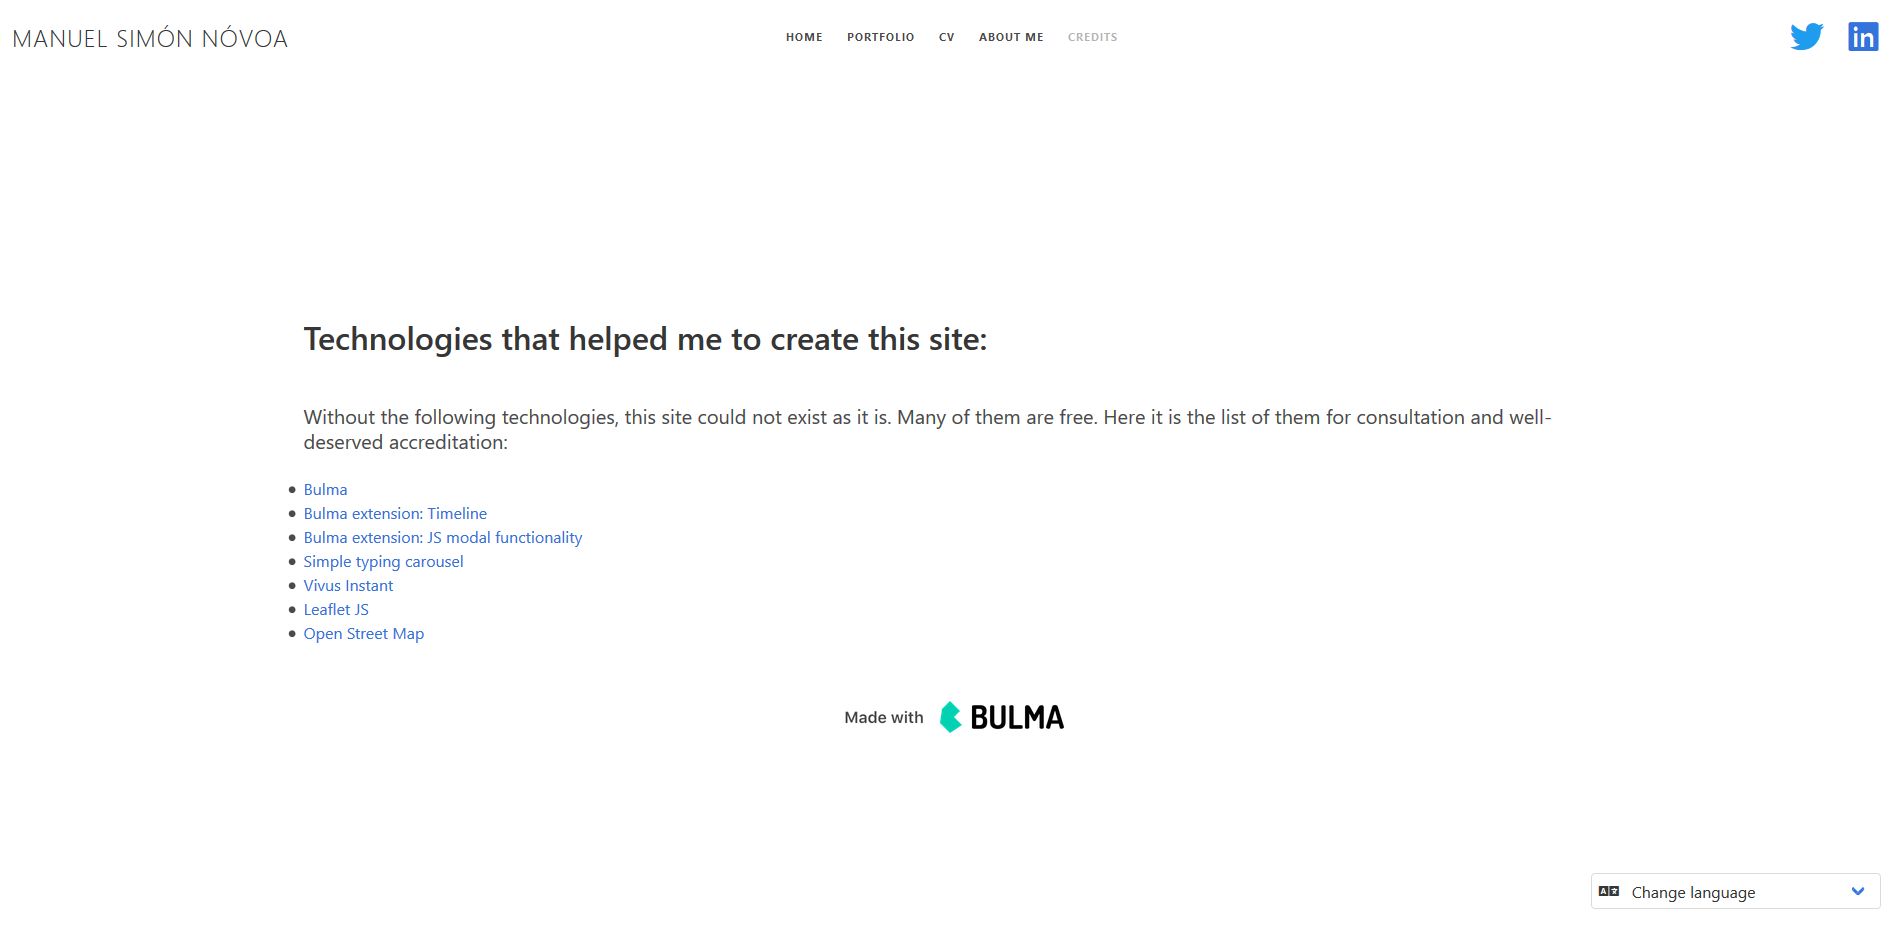 MANUEL SIMÓN NÓVOA
HOME PORTFOLIO CV ABOUT ME CREDITS
in
Technologies that helped me to create this site:
Without the following technologies, this site could not exist as it is. Many of them are free. Here it is the list of them for consultation and well-
deserved accreditation:
Bulma
Bulma extension: Timeline
Bulma extension: JS modal functionality
Simple typing carousel
Vivus Instant
Leaflet JS
Open Street Map
Made with BULMA
Change language